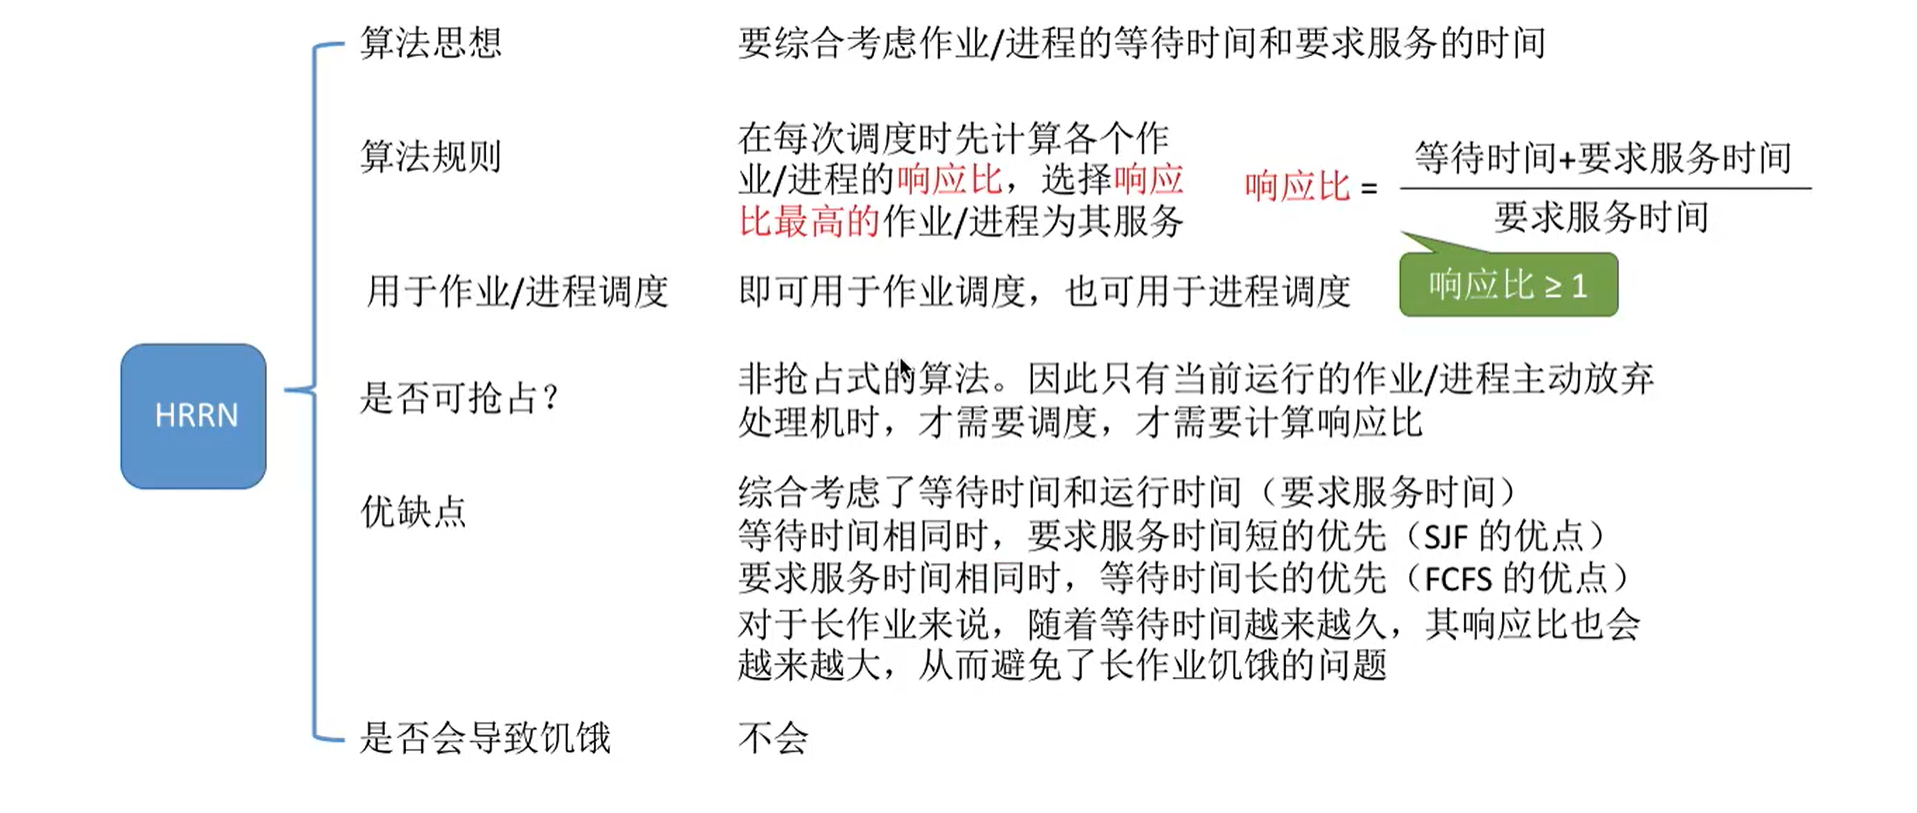 算法思想
要综合考虑作业/进程的等待时间和要求服务的时间
算法规则
在每次调度时先计算各个作
业/进程的响应比，选择响应
比最高的作业/进程为其服务
响应比 =
等待时间+要求服务时间
要求服务时间
响应比 ≥ 1
用于作业/进程调度
即可用于作业调度，也可用于进程调度
HRRN
是否可抢占？
非抢占式的算法。因此只有当前运行的作业/进程主动放弃
处理机时，才需要调度，才需要计算响应比
优缺点
综合考虑了等待时间和运行时间（要求服务时间）
等待时间相同时，要求服务时间短的优先（SJF 的优点）
要求服务时间相同时，等待时间长的优先（FCFS 的优点）
对于长作业来说，随着等待时间越来越久，其响应比也会
越来越大，从而避免了长作业饥饿的问题
是否会导致饥饿
不会